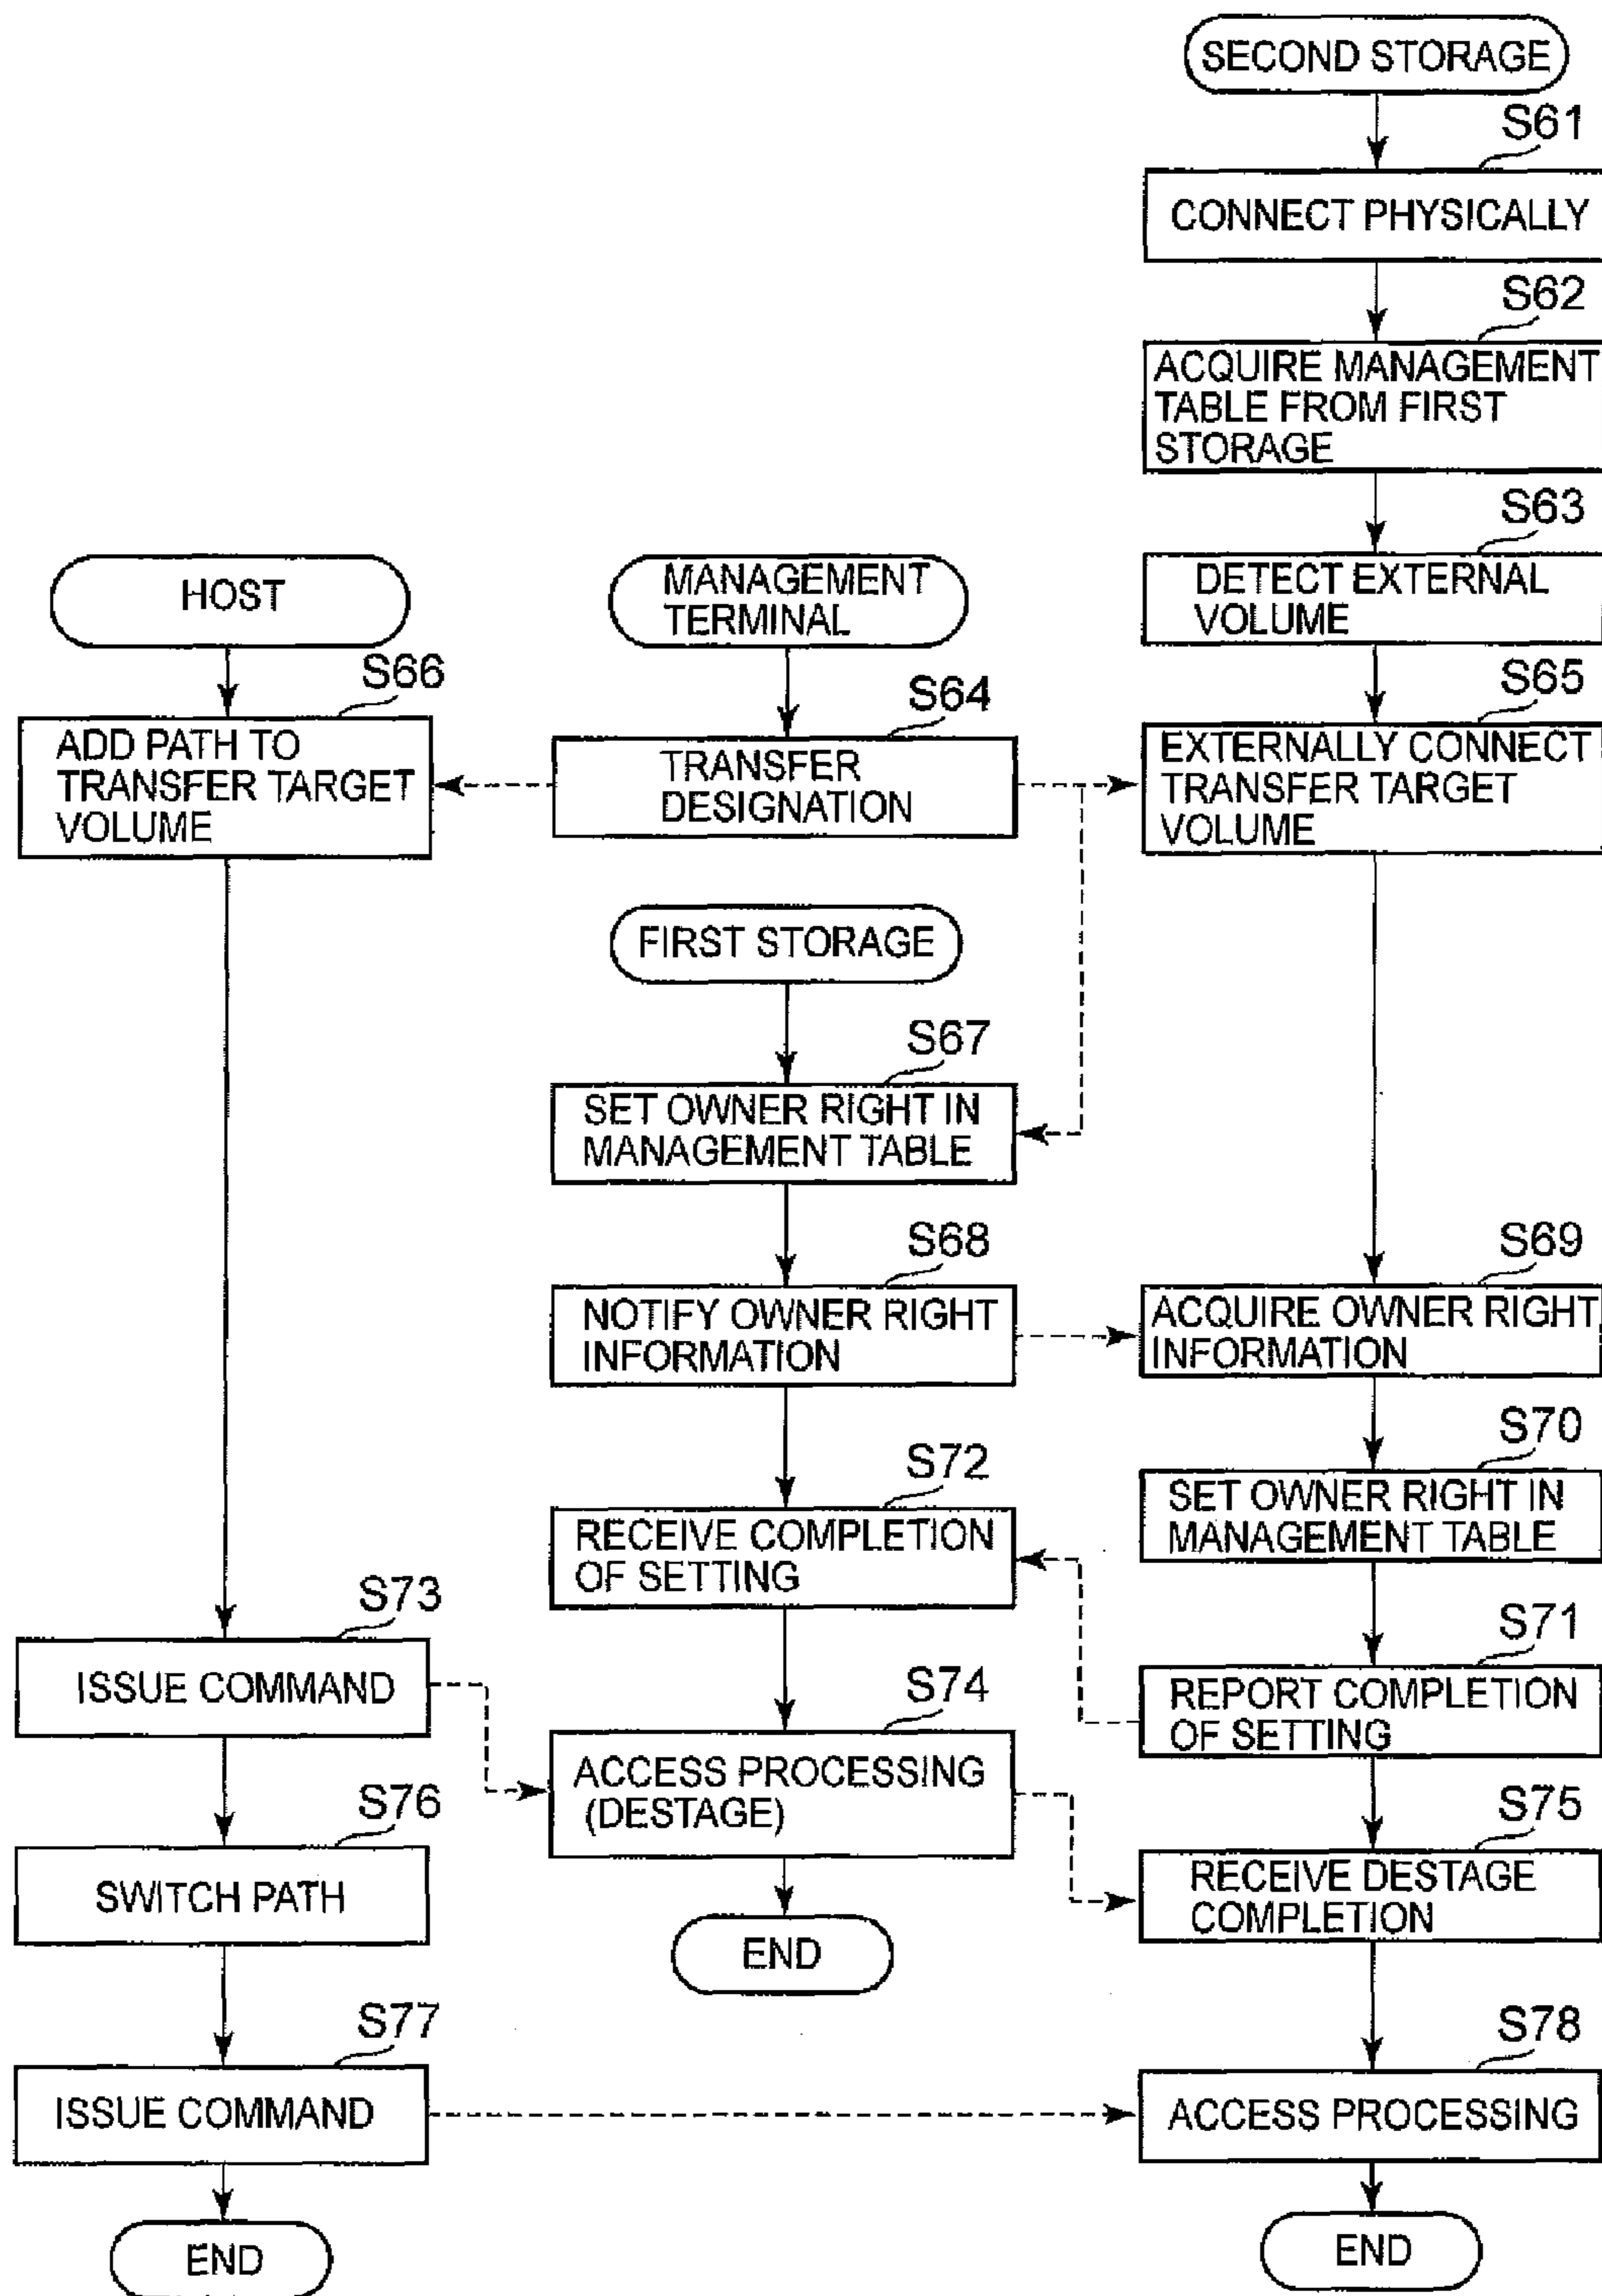 SECOND STORAGE
S61
CONNECT PHYSICALLY
S62
ACQUIRE MANAGEMENT
TABLE FROM FIRST
STORAGE
S63
DETECT EXTERNAL
VOLUME
HOST
MANAGEMENT
TERMINAL
S66
ADD PATH TO
TRANSFER TARGET
VOLUME
S64
TRANSFER
DESIGNATION
S65
EXTERNALLY CONNECT
TRANSFER TARGET
VOLUME
FIRST STORAGE
S67
SET OWNER RIGHT IN
MANAGEMENT TABLE
S68
NOTIFY OWNER RIGHT
INFORMATION
S69
ACQUIRE OWNER RIGHT
INFORMATION
S70
SET OWNER RIGHT IN
MANAGEMENT TABLE
S72
RECEIVE COMPLETION
OF SETTING
S71
REPORT COMPLETION
OF SETTING
S73
ISSUE COMMAND
S74
ACCESS PROCESSING
(DESTAGE)
S75
RECEIVE DESTAGE
COMPLETION
S76
SWITCH PATH
END
S77
ISSUE COMMAND
S78
ACCESS PROCESSING
END
END